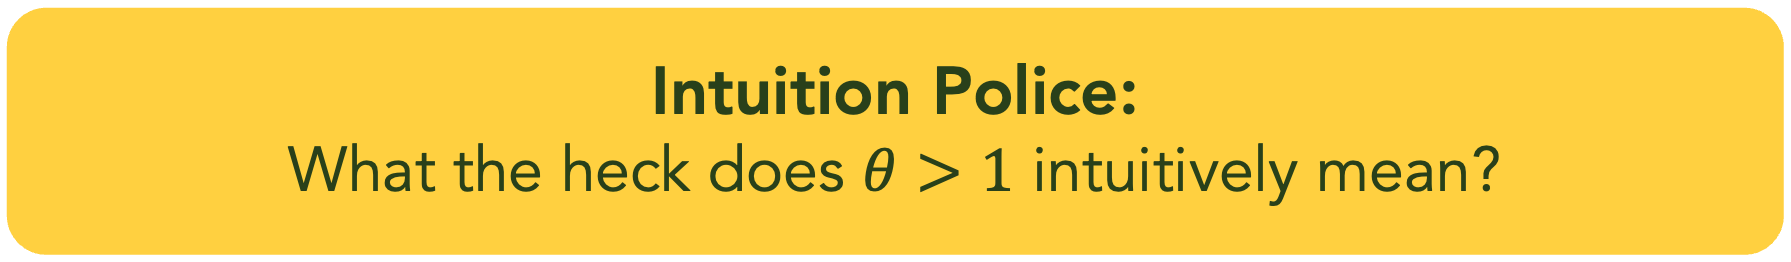 Intuition Police:
What the heck does θ > 1 intuitively mean?